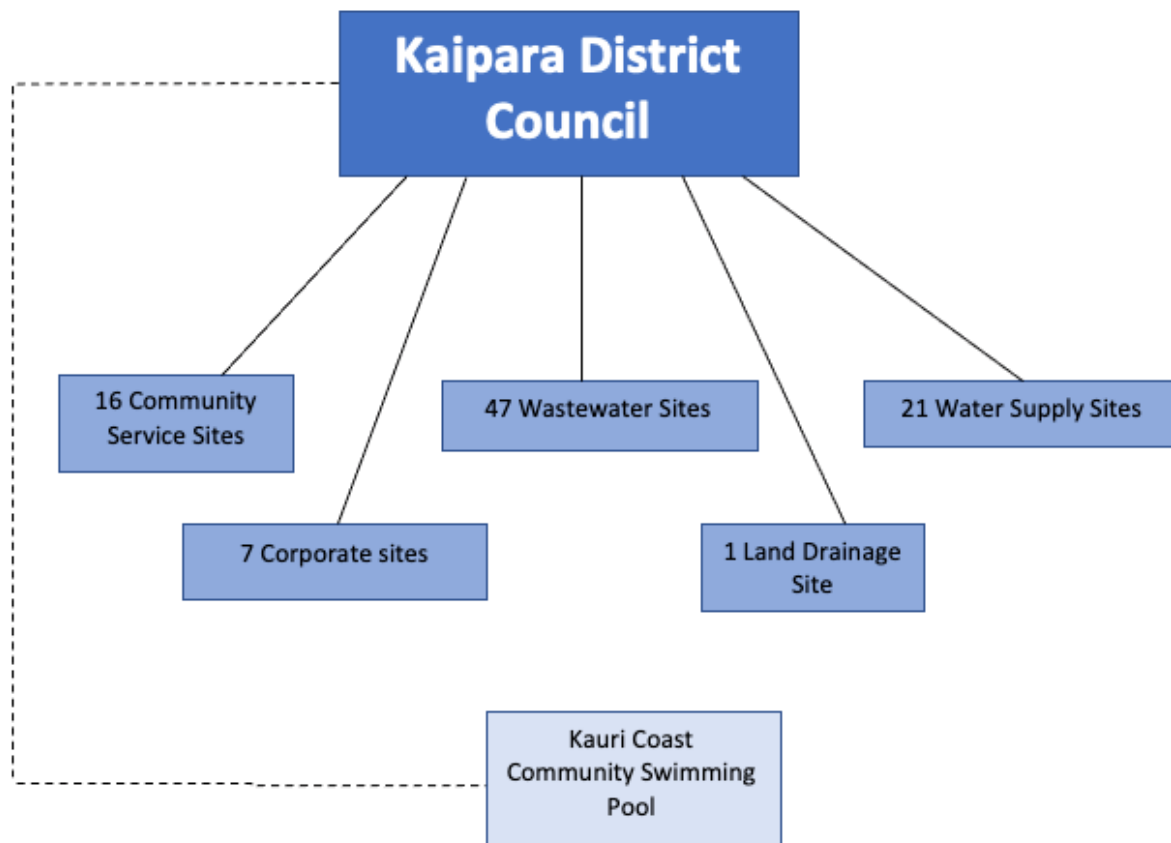 Kaipara District
Council
16 Community
Service Sites
47 Wastewater Sites
21 Water Supply Sites
7 Corporate sites
1 Land Drainage
Site
Kauri Coast
Community Swimming
Pool